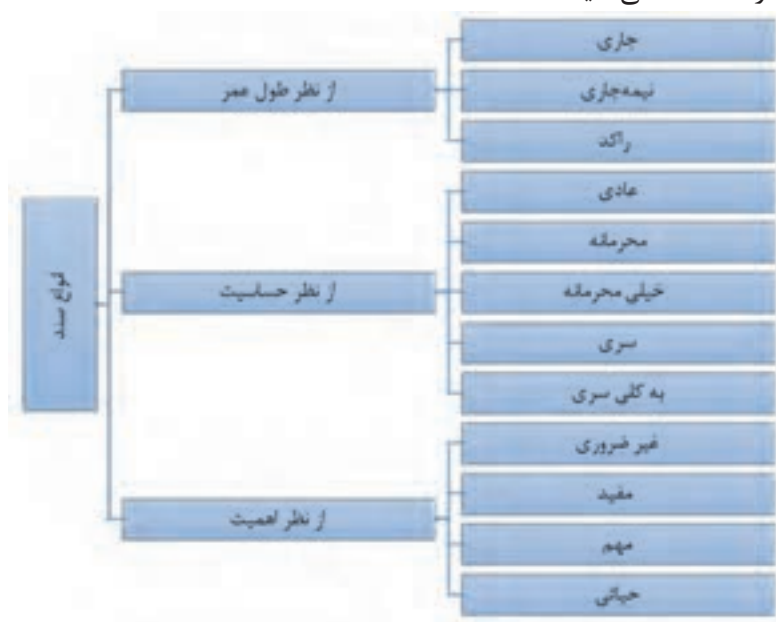 انواع سند
از نظر طول عمر
جاری
نیمه‌جاری
راکد
از نظر حساسیت
عادی
محرمانه
خیلی محرمانه
سری
به کلی سری
از نظر اهمیت
غیر ضروری
مفید
مهم
حیاتی